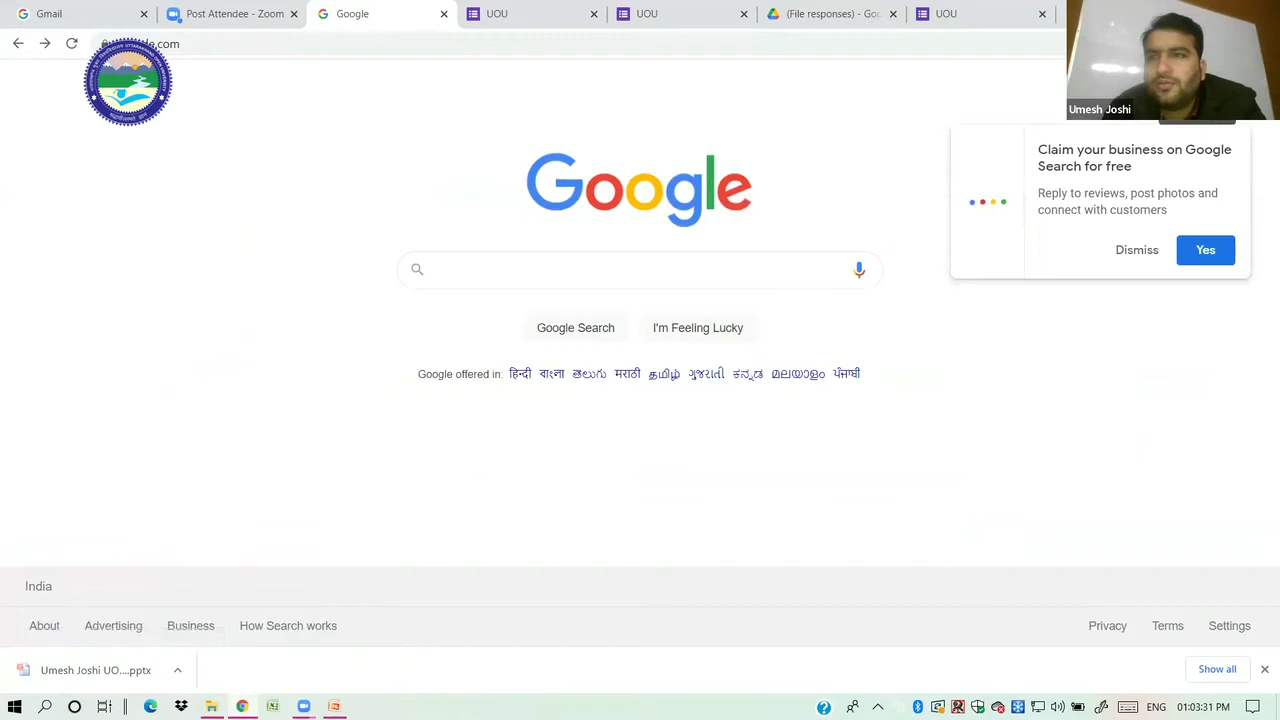 Gmail
Post Attendee - Zoom
Google
UOU
UOU
(File responses) - Goo
UOU
.com
Umesh Joshi
Claim your business on Google
Search for free
Reply to reviews, post photos and
connect with customers
Dismiss
Yes
Google
Google Search
I'm Feeling Lucky
Google offered in: हिन्दी বাংলা తెలుగు मराठी தமிழ் ગુજરાતી ಕನ್ನಡ മലയാളം ਪੰਜਾਬੀ
India
About
Advertising
Business
How Search works
Privacy
Terms
Settings
Umesh Joshi UO....pptx
Show all
ENG
01:03:31 PM